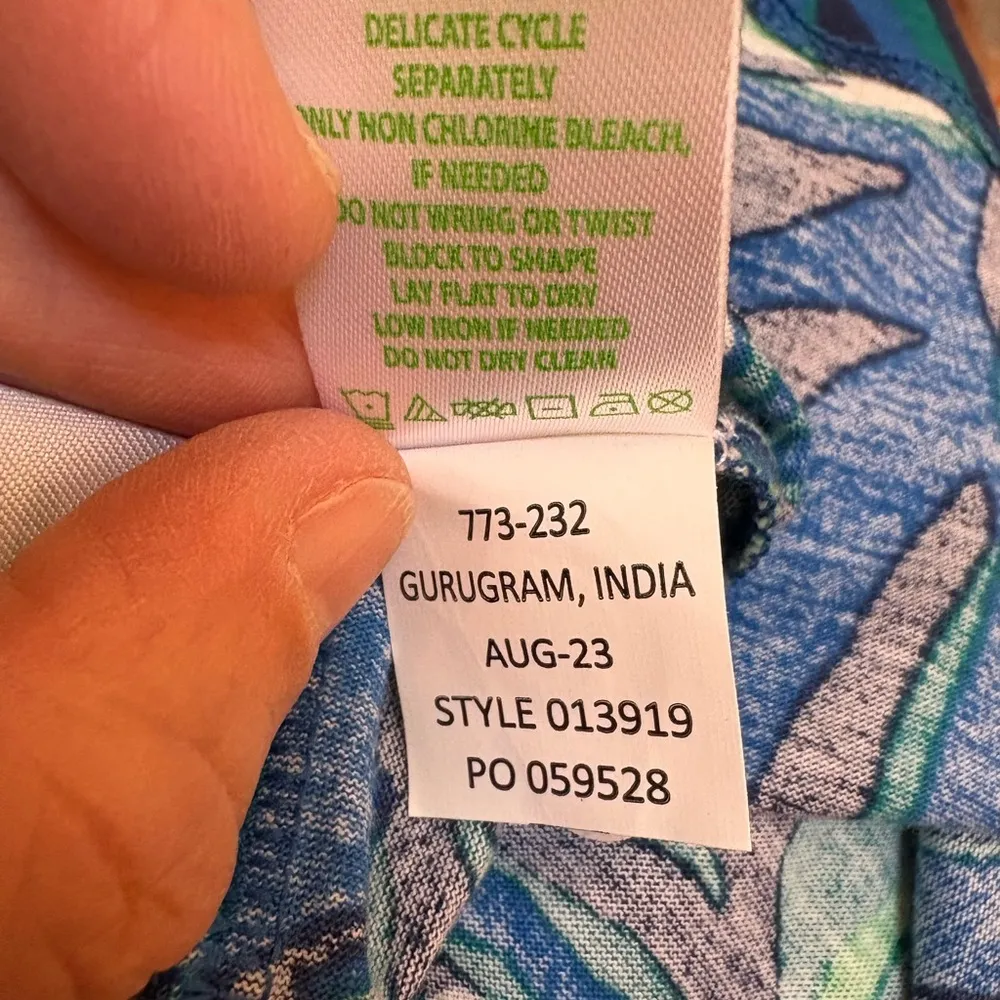 DELICATE CYCLE
SEPARATELY
ONLY NON CHLORINE BLEACH,
IF NEEDED
DO NOT WRING OR TWIST
BLOCK TO SHAPE
LAY FLAT TO DRY
LOW IRON IF NEEDED
DO NOT DRY CLEAN
773-232
GURUGRAM, INDIA
AUG-23
STYLE 013919
PO 059528